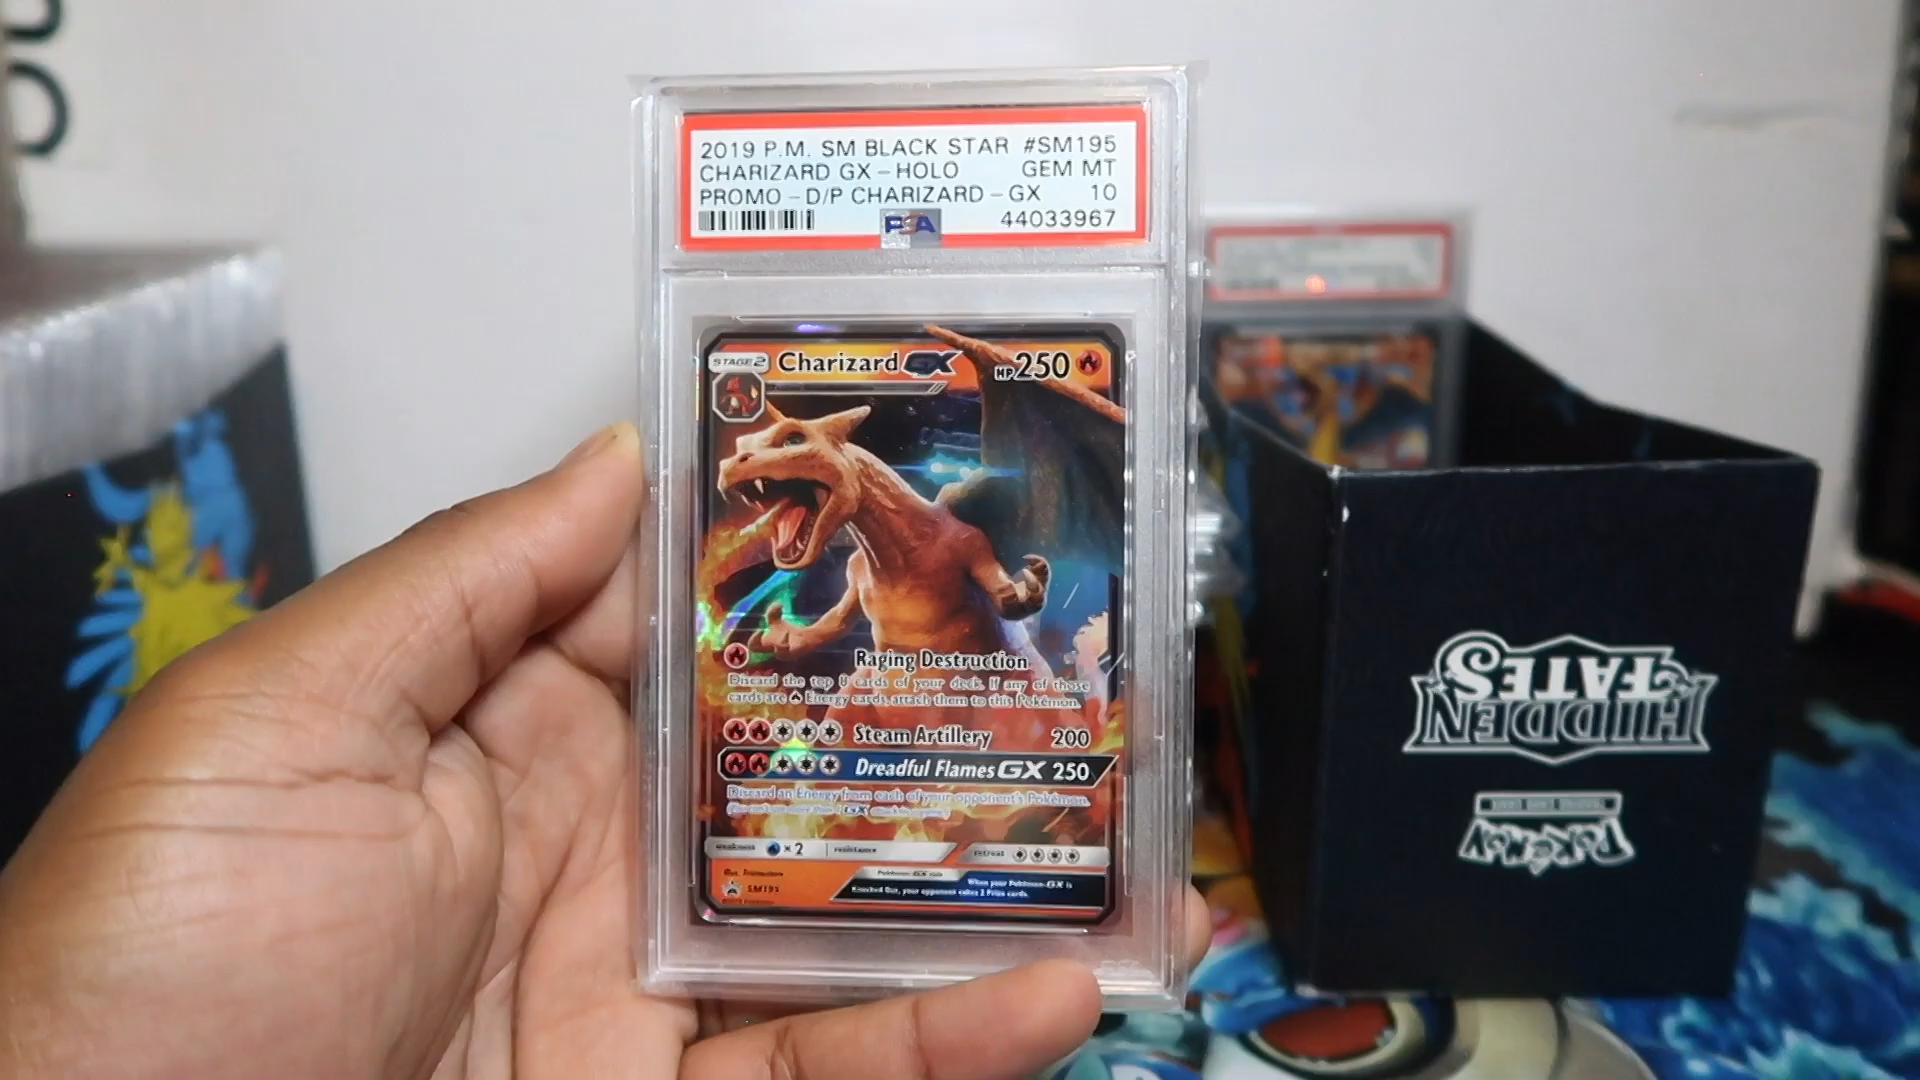 2019 P.M. SM BLACK STAR #SM195
CHARIZARD GX - HOLO GEM MT
PROMO - D/P CHARIZARD - GX 10
PSA 44033967
STAGE 2 Charizard GX HP 250
Raging Destruction
Discard the top 8 cards of your deck. If any of those
cards are Energy cards, attach them to this Pokémon.
Steam Artillery 200
Dreadful Flames GX 250
Discard an Energy from each of your opponent's Pokémon.
weakness ×2 resistance retreat
Pokémon-GX rule
When your Pokémon-GX is
Knocked Out, your opponent takes 2 Prize cards.
SM195
HIDDEN
FATES
POKéMON